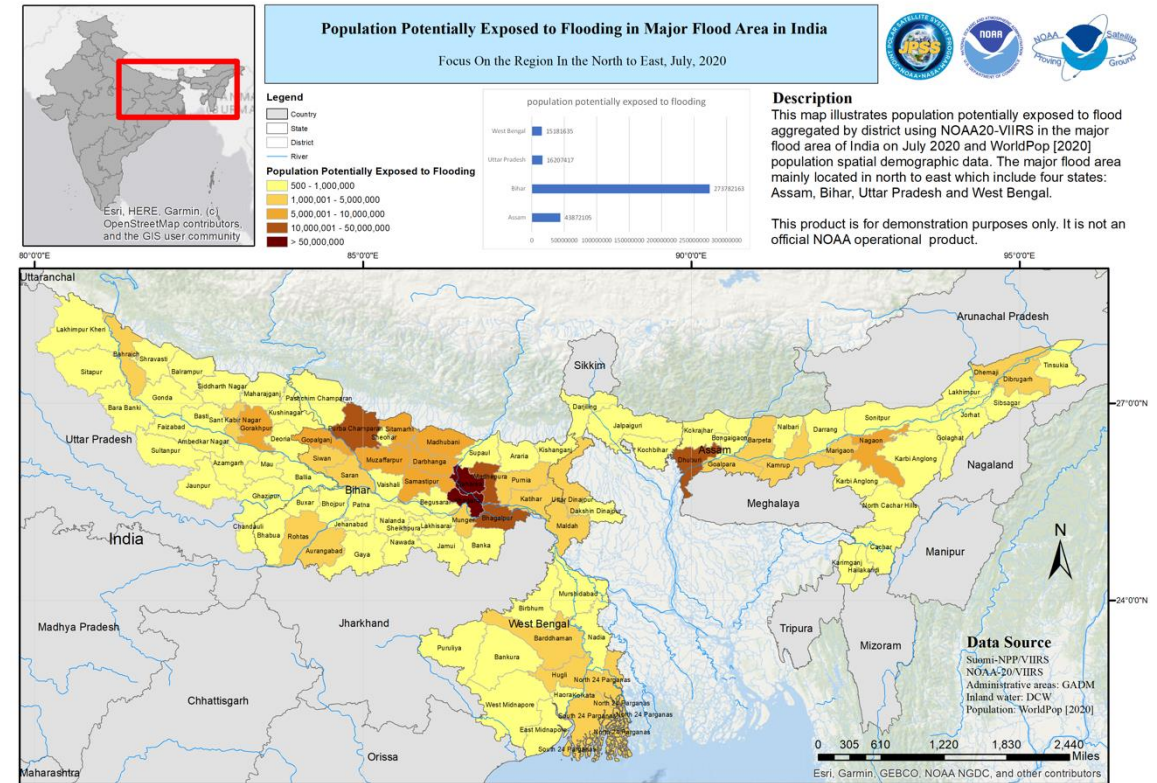 Population Potentially Exposed to Flooding in Major Flood Area in India
Focus On the Region In the North to East, July, 2020
JPSS
NOAA
NOAA Satellite
Proving Ground
Esri, HERE, Garmin, (c)
OpenStreetMap contributors,
and the GIS user community
Legend
Country
State
District
River
Population Potentially Exposed to Flooding
500 - 1,000,000
1,000,001 - 5,000,000
5,000,001 - 10,000,000
10,000,001 - 50,000,000
> 50,000,000
population potentially exposed to flooding
West Bengal 15181635
Uttar Pradesh 16207417
Bihar 273782163
Assam 43872105
0 50000000 100000000 150000000 200000000 250000000 300000000
Description
This map illustrates population potentially exposed to flood
aggregated by district using NOAA20-VIIRS in the major
flood area of India on July 2020 and WorldPop [2020]
population spatial demographic data. The major flood area
mainly located in north to east which include four states:
Assam, Bihar, Uttar Pradesh and West Bengal.
This product is for demonstration purposes only. It is not an
official NOAA operational product.
80°0'0"E 85°0'0"E 90°0'0"E 95°0'0"E
Uttaranchal
Arunachal Pradesh
Lakhimpur Kheri
Bahraich
Shravasti
Sikkim
Sitapur
Balrampur
Dhemaji
Tinsukia
Dibrugarh
Gonda
Siddharth Nagar
Maharajganj
Pashchim Champaran
Lakhimpur
Sibsagar
27°0'0"N
Bara Banki
Basti
Sant Kabir Nagar
Kushinagar
Darjiling
Jorhat
Faizabad
Gorakhpur
Purba Champaran
Sitamarhi
Sheohar
Jalpaiguri
Kokrajhar
Nalbari
Darrang
Sonitpur
Uttar Pradesh
Ambedkar Nagar
Deoria
Gopalganj
Madhubani
Kochbihar
Bongaigaon
Barpeta
Assam
Nagaon
Golaghat
Sultanpur
Siwan
Muzaffarpur
Darbhanga
Supaul
Araria
Kishanganj
Dhuburi
Goalpara
Kamrup
Marigaon
Karbi Anglong
Nagaland
Azamgarh
Mau
Ballia
Saran
Vaishali
Samastipur
Madhepura
Purnia
Karbi Anglong
Jaunpur
Ghazipur
Bihar
Begusarai
Katihar
Uttar Dinajpur
Meghalaya
North Cachar Hills
Buxar
Bhojpur
Patna
Dakshin Dinajpur
Chandauli
Jehanabad
Nalanda
Sheikhpura
Lakhisarai
Munger
Bhagalpur
Maldah
India
Bhabua
Rohtas
Aurangabad
Gaya
Nawada
Jamui
Banka
Cachar
Manipur
Karimganj
Hailakandi
N
Murshidabad
24°0'0"N
Birbhum
Madhya Pradesh
Jharkhand
West Bengal
Nadia
Tripura
Mizoram
Barddhaman
Puruliya
Bankura
Hugli
North 24 Parganas
Chhattisgarh
Haora
Kolkata
North 24 Parganas
West Midnapore
South 24 Parganas
North 24 Parganas
East Midnapore
North 24 Parganas
South 24 Parganas
Orissa
Maharashtra
Data Source
Suomi-NPP/VIIRS
NOAA-20/VIIRS
Administrative areas: GADM
Inland water: DCW
Population: WorldPop [2020]
0 305 610 1,220 1,830 2,440
Miles
Esri, Garmin, GEBCO, NOAA NGDC, and other contributors